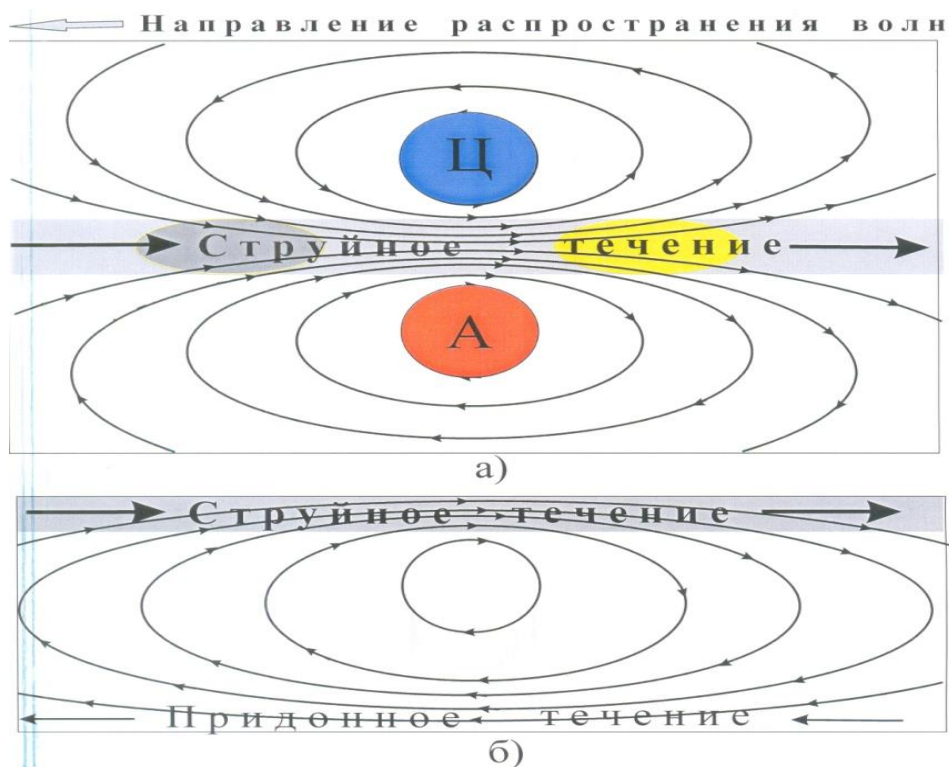 Направление распространения волн
Ц
Струйное течение
А
а)
Струйное течение
Придонное течение
б)